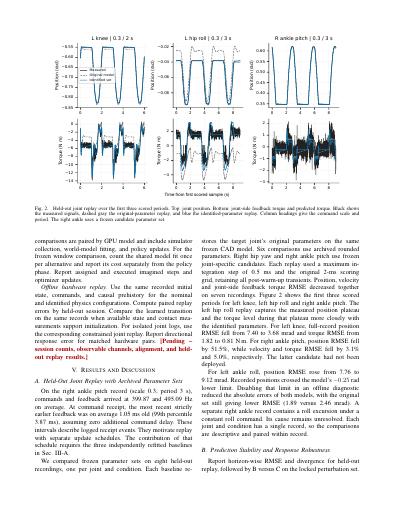 L knee | 0.3 / 2 s
L hip roll | 0.3 / 2 s
R ankle pitch | 0.3 / 3 s
Position (rad)
Position (rad)
Position (rad)
Measured
Original model
Identified set
Torque (N m)
Torque (N m)
Torque (N m)
Time from first scored sample (s)
Fig. 2. Held-out joint replay over the first three scored periods. Top: joint position. Bottom: joint-side feedback torque and predicted torque. Black shows
the measured signals, dashed gray the original-parameter replay, and blue the identified-parameter replay. Column headings give the command scale and
period. The right ankle uses a frozen candidate parameter set.
comparisons are paired by GPU model and include simulator
collection, world-model fitting, and policy updates. For the
frozen window comparison, count the shared model fit once
per alternative and report its cost separately from the policy
phase. Report assigned and executed imagined steps and
optimizer updates.
Offline hardware replay. Use the same recorded initial
state, commands, and causal prehistory for the nominal
and identified physics configurations. Compute paired replay
errors by held-out session. Compare the learned transition
on the same records when available state and contact mea-
surements support initialization. For isolated joint legs, use
the corresponding constrained joint replay. Report directional
response error for matched hardware pairs. [Pending –
session counts, observable channels, alignment, and held-
out replay results.]
V. RESULTS AND DISCUSSION
A. Held-Out Joint Replay with Archived Parameter Sets
On the right ankle pitch record (scale 0.3; period 3 s),
commands and feedback arrived at 399.87 and 495.09 Hz
on average. At command receipt, the most recent strictly
earlier feedback was on average 1.05 ms old (99th percentile
3.87 ms), assuming zero additional command delay. These
intervals describe logged receipt events. They motivate replay
with separate update schedules. The contribution of that
schedule requires the three independently refitted baselines
in Sec. III-A.
We compared frozen parameter sets on eight held-out
recordings, one per joint and condition. Each baseline re-
stores the target joint's original parameters on the same
frozen CAD model. Six comparisons use archived frozen
parameters. Right hip yaw and right ankle pitch use frozen
joint-specific candidates. Each replay used a maximum in-
tegration step of 0.5 ms and the original 2-ms scoring
grid, retaining all post-warm-up transients. Position, velocity
and joint-side feedback torque RMSE decreased together
on seven recordings. Figure 2 shows the first three scored
periods for left knee, left hip roll and right ankle pitch. The
left hip roll replay captures the measured position plateau
and the torque level during that plateau more closely with
the identified parameters. For left knee, full-record position
RMSE fell from 7.40 to 3.68 mrad and torque RMSE from
1.82 to 0.81 N.m. For right ankle pitch, position RMSE fell
by 51.5%, while velocity and torque RMSE fell by 3.1%
and 5.0%, respectively. The latter candidate had not been
deployed.
For left ankle roll, position RMSE rose from 7.76 to
9.12 mrad. Recorded positions crossed the model's −0.25 rad
lower limit. Disabling that limit in an offline diagnostic
reduced the absolute errors of both models, with the original
set still giving lower RMSE (1.89 versus 2.46 mrad). A
separate right ankle record contains a roll excursion under a
constant roll command. Its cause remains unresolved. Each
joint and condition has a single record, so the comparisons
are descriptive and paired within record.
B. Prediction Stability and Response Robustness
Report horizon-wise RMSE and divergence for held-out
replay, followed by B versus C on the locked perturbation set.